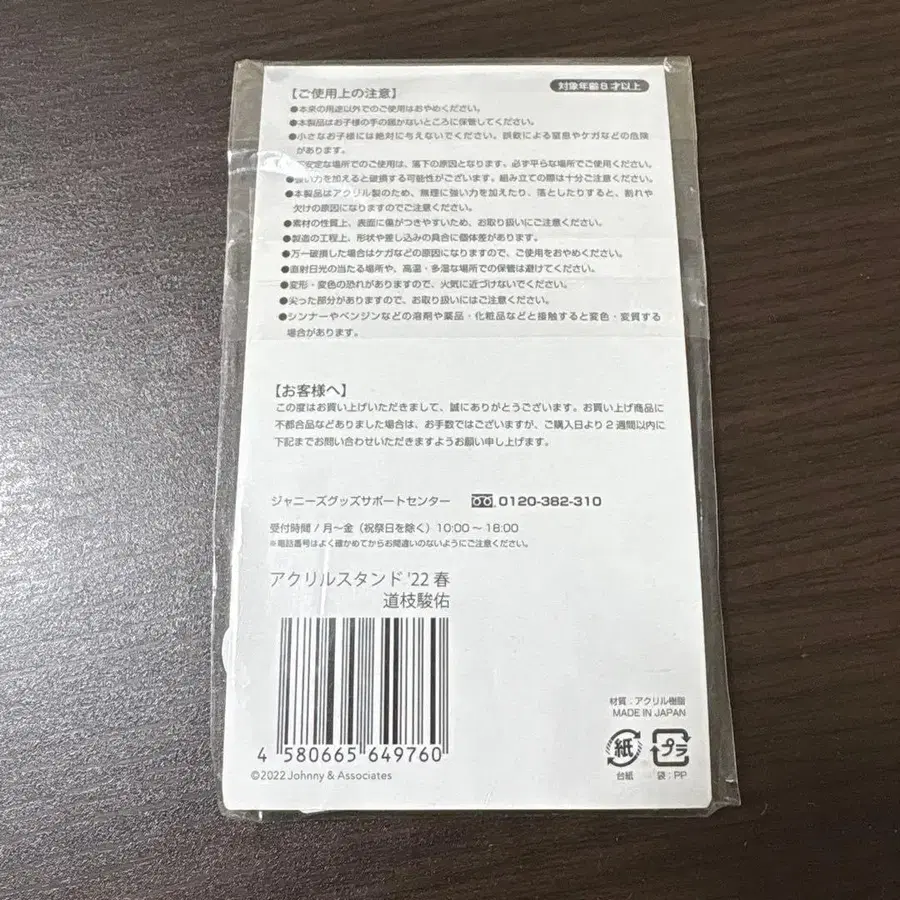 【ご使用上の注意】
対象年齢8才以上
●本来の用途以外でのご使用はおやめください。
●本製品はお子様の手の届かないところに保管してください。
●小さなお子様には絶対に与えないでください。誤飲による窒息やケガなどの危険
があります。
不安定な場所でのご使用は、落下の原因となります。必ず平らな場所でご使用ください。
●強い力を加えると破損する可能性がございます。組み立ての際は十分ご注意ください。
●本製品はアクリル製のため、無理に強い力を加えたり、落としたりすると、割れや
欠けの原因になりますのでご注意ください。
●素材の性質上、表面に傷がつきやすいため、お取り扱いにご注意ください。
●製造の工程上、形状や差し込みの具合に個体差があります。
●万一破損した場合はケガなどの原因になりますので、ご使用をおやめください。
●直射日光の当たる場所や、高温・多湿な場所での保管は避けてください。
●変形・変色の恐れがありますので、火気に近づけないでください。
●尖った部分がありますので、お取り扱いにはご注意ください。
●シンナーやベンジンなどの溶剤や薬品・化粧品などと接触すると変色・変質する
場合があります。
【お客様へ】
この度はお買い上げいただきまして、誠にありがとうございます。お買い上げ商品に
不都合品などありました場合は、お手数ではございますが、ご購入日より2週間以内に
下記までお問い合わせいただきますようお願い申し上げます。
ジャニーズグッズサポートセンター 0120-382-310
受付時間/月～金(祝祭日を除く)10:00～18:00
※電話番号はよく確かめてからお間違いのないようにご注意ください。
アクリルスタンド '22 春
道枝駿佑
4 580665 649760
©2022 Johnny & Associates
材質:アクリル樹脂
MADE IN JAPAN
紙 プラ
台紙 袋:PP